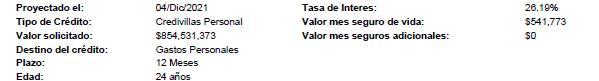 Proyectado el: 04/Dic/2021 Tasa de Interes: 26.19%
Tipo de Crédito: Credivillas Personal Valor mes seguro de vida: $541,773
Valor solicitado: $854,531,373 Valor mes seguros adicionales: $0
Destino del crédito: Gastos Personales
Plazo: 12 Meses
Edad: 24 años